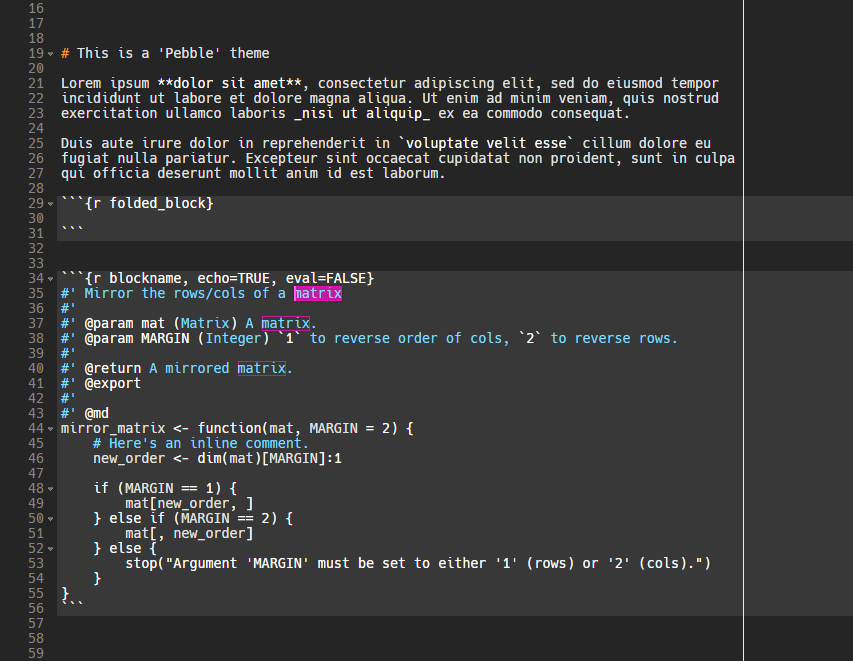 16
17
18
19 # This is a 'Pebble' theme
20
21 Lorem ipsum **dolor sit amet**, consectetur adipiscing elit, sed do eiusmod tempor
22 incididunt ut labore et dolore magna aliqua. Ut enim ad minim veniam, quis nostrud
23 exercitation ullamco laboris _nisi ut aliquip_ ex ea commodo consequat.
24
25 Duis aute irure dolor in reprehenderit in `voluptate velit esse` cillum dolore eu
26 fugiat nulla pariatur. Excepteur sint occaecat cupidatat non proident, sunt in culpa
27 qui officia deserunt mollit anim id est laborum.
28
29 ```{r folded_block}
30
31 ```
32
33
34 ```{r blockname, echo=TRUE, eval=FALSE}
35 #' Mirror the rows/cols of a matrix
36 #'
37 #' @param mat (Matrix) A matrix.
38 #' @param MARGIN (Integer) `1` to reverse order of cols, `2` to reverse rows.
39 #'
40 #' @return A mirrored matrix.
41 #' @export
42 #'
43 #' @md
44 mirror_matrix <- function(mat, MARGIN = 2) {
45     # Here's an inline comment.
46     new_order <- dim(mat)[MARGIN]:1
47
48     if (MARGIN == 1) {
49         mat[new_order, ]
50     } else if (MARGIN == 2) {
51         mat[, new_order]
52     } else {
53         stop("Argument 'MARGIN' must be set to either '1' (rows) or '2' (cols).")
54     }
55 }
56 ```
57
58
59